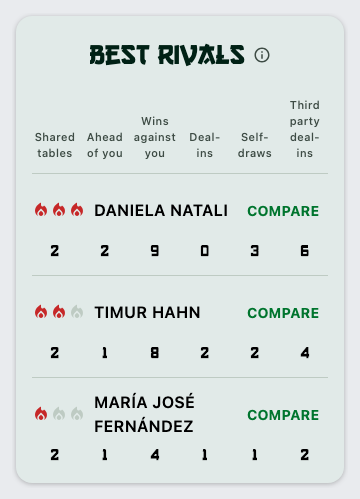 BEST RIVALS
Shared tables Ahead of you Wins against you Deal-ins Self-draws Third party deal-ins
DANIELA NATALI COMPARE
2 2 9 0 3 6
TIMUR HAHN COMPARE
2 1 8 2 2 4
MARÍA JOSÉ
FERNÁNDEZ COMPARE
2 1 4 1 1 2